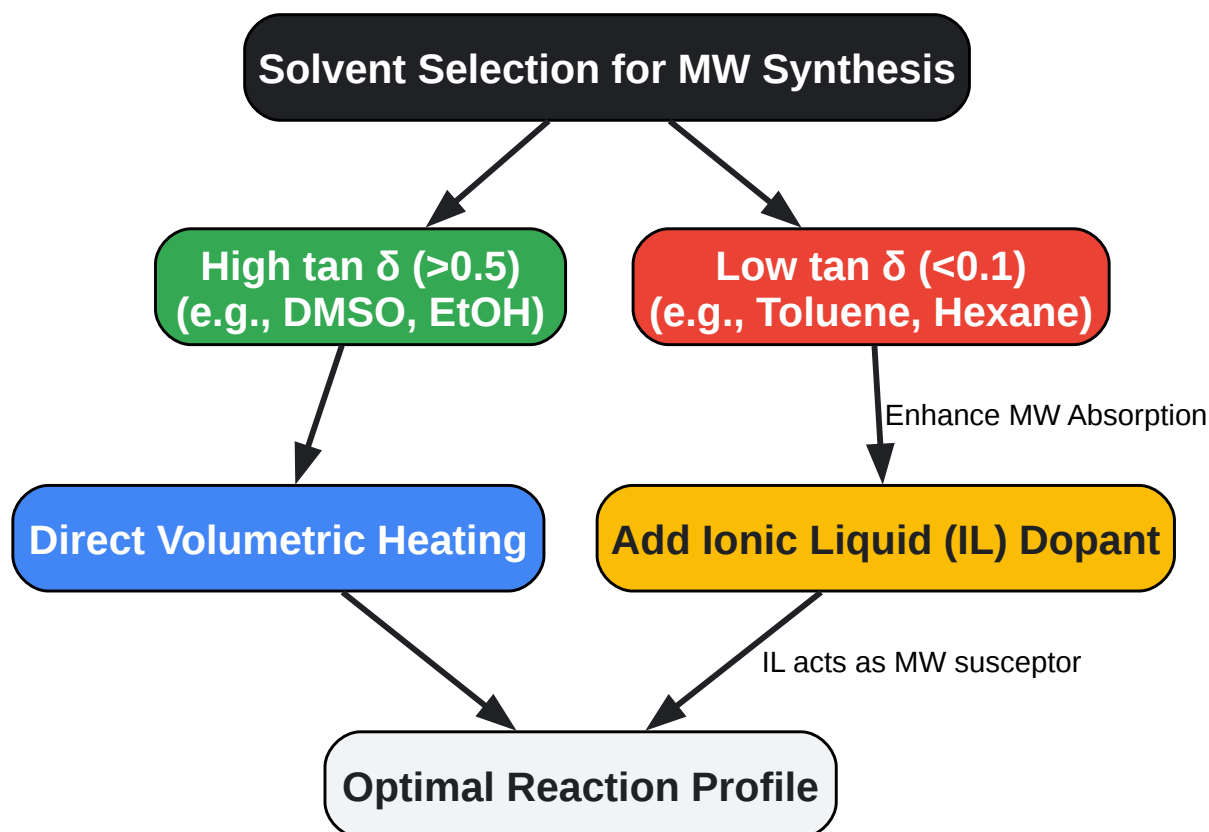 Solvent Selection for MW Synthesis
High tan δ (>0.5)
(e.g., DMSO, EtOH)
Low tan δ (<0.1)
(e.g., Toluene, Hexane)
Enhance MW Absorption
Direct Volumetric Heating
Add Ionic Liquid (IL) Dopant
IL acts as MW susceptor
Optimal Reaction Profile